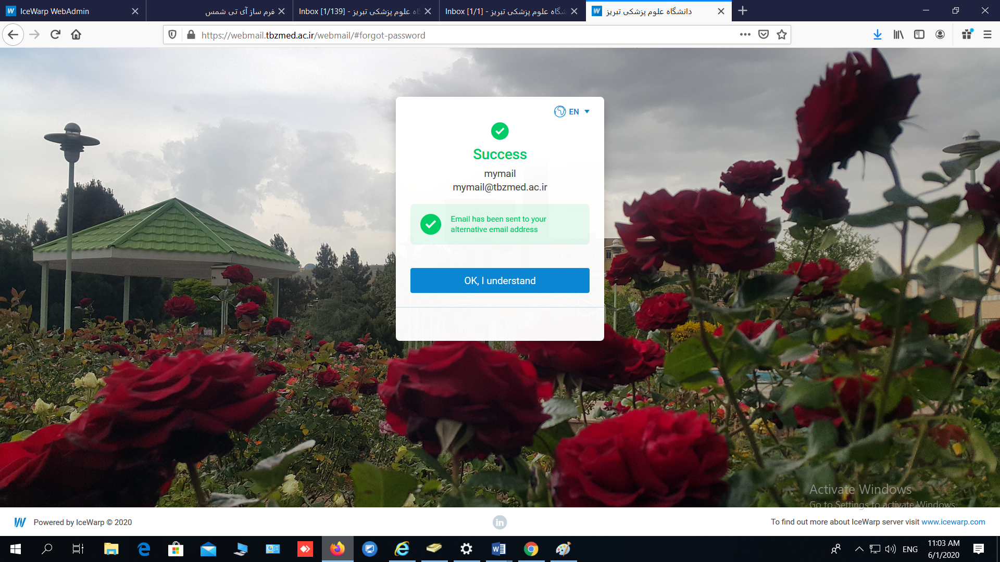 IceWarp WebAdmin
فرم ساز آی تی شمس
Inbox [1/139] - دانشگاه علوم پزشکی تبریز
Inbox [1/1] - دانشگاه علوم پزشکی تبریز
دانشگاه علوم پزشکی تبریز
https://webmail.tbzmed.ac.ir/webmail/#forgot-password
EN
Success
mymail
mymail@tbzmed.ac.ir
Email has been sent to your
alternative email address
OK, I understand
Activate Windows
Go to Settings to activate Windows.
Powered by IceWarp © 2020
in
To find out more about IceWarp server visit www.icewarp.com
ENG
11:03 AM
6/1/2020